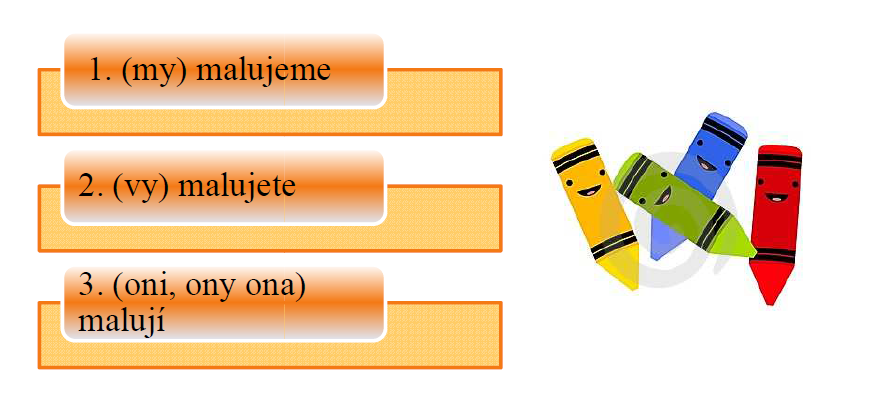 1. (my) malujeme
2. (vy) malujete
3. (oni, ony ona)
malují